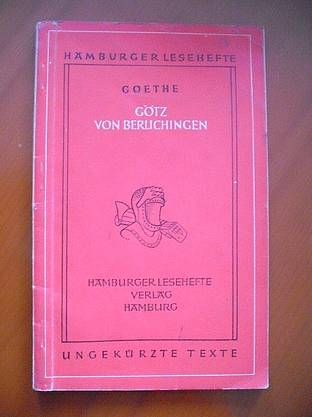 HAMBURGER LESEHEFTE
GOETHE
GÖTZ
VON BERLICHINGEN
HAMBURGER LESEHEFTE
VERLAG
HAMBURG
UNGEKÜRZTE TEXTE